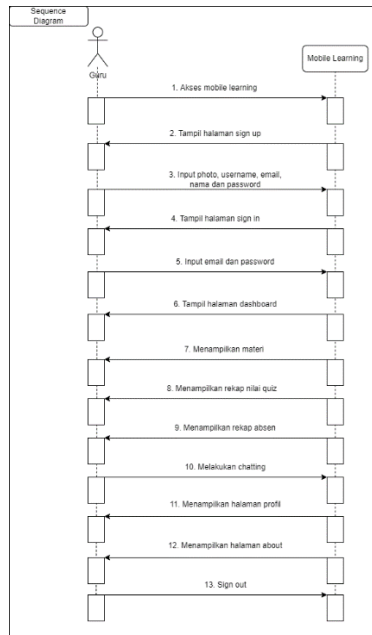 Sequence
Diagram
Guru
Mobile Learning
1. Akses mobile learning
2. Tampil halaman sign up
3. Input photo, username, email,
nama dan password
4. Tampil halaman sign in
5. Input email dan password
6. Tampil halaman dashboard
7. Menampilkan materi
8. Menampilkan rekap nilai quiz
9. Menampilkan rekap absen
10. Melakukan chatting
11. Menampilkan halaman profil
12. Menampilkan halaman about
13. Sign out